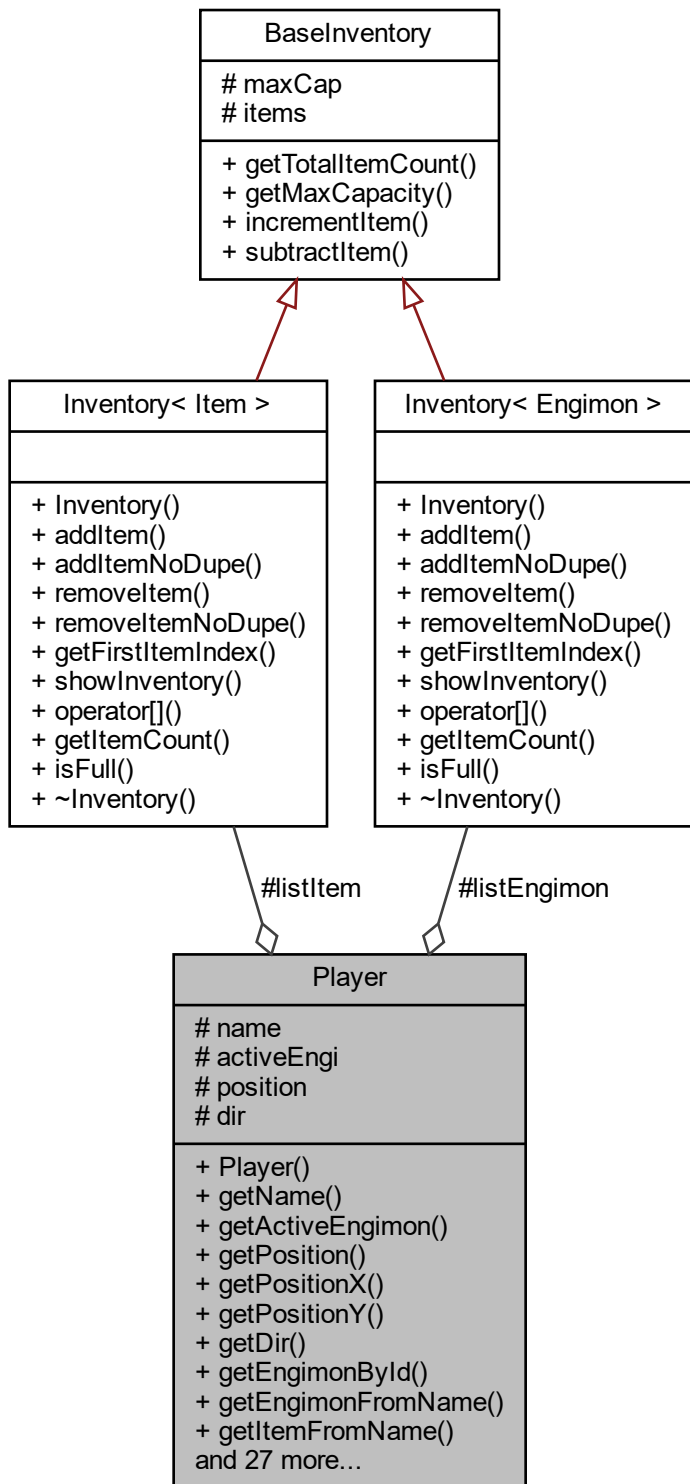 BaseInventory
# maxCap
# items
+ getTotalItemCount()
+ getMaxCapacity()
+ incrementItem()
+ subtractItem()
Inventory< Item >
+ Inventory()
+ addItem()
+ addItemNoDupe()
+ removeItem()
+ removeItemNoDupe()
+ getFirstItemIndex()
+ showInventory()
+ operator[]()
+ getItemCount()
+ isFull()
+ ~Inventory()
Inventory< Engimon >
+ Inventory()
+ addItem()
+ addItemNoDupe()
+ removeItem()
+ removeItemNoDupe()
+ getFirstItemIndex()
+ showInventory()
+ operator[]()
+ getItemCount()
+ isFull()
+ ~Inventory()
#listItem
#listEngimon
Player
# name
# activeEngi
# position
# dir
+ Player()
+ getName()
+ getActiveEngimon()
+ getPosition()
+ getPositionX()
+ getPositionY()
+ getDir()
+ getEngimonById()
+ getEngimonFromName()
+ getItemFromName()
and 27 more...